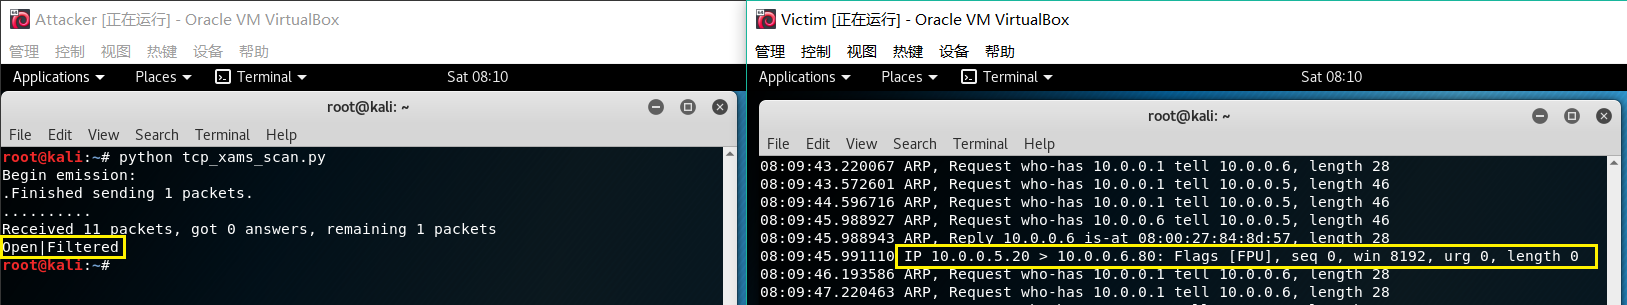 Attacker [正在运行] - Oracle VM VirtualBox
管理 控制 视图 热键 设备 帮助
Applications Places Terminal Sat 08:10
root@kali: ~
File Edit View Search Terminal Help
root@kali:~# python tcp_xams_scan.py
Begin emission:
.Finished sending 1 packets.
..........
Received 11 packets, got 0 answers, remaining 1 packets
Open|Filtered
root@kali:~#
Victim [正在运行] - Oracle VM VirtualBox
管理 控制 视图 热键 设备 帮助
Applications Places Terminal Sat 08:10
root@kali: ~
File Edit View Search Terminal Help
08:09:43.220067 ARP, Request who-has 10.0.0.1 tell 10.0.0.6, length 28
08:09:43.572601 ARP, Request who-has 10.0.0.1 tell 10.0.0.5, length 46
08:09:44.596716 ARP, Request who-has 10.0.0.1 tell 10.0.0.5, length 46
08:09:45.988927 ARP, Request who-has 10.0.0.6 tell 10.0.0.5, length 46
08:09:45.988943 ARP, Reply 10.0.0.6 is-at 08:00:27:84:8d:57, length 28
08:09:45.991110 IP 10.0.0.5.20 > 10.0.0.6.80: Flags [FPU], seq 0, win 8192, urg 0, length 0
08:09:46.193586 ARP, Request who-has 10.0.0.1 tell 10.0.0.6, length 28
08:09:47.220463 ARP, Request who-has 10.0.0.1 tell 10.0.0.6, length 28